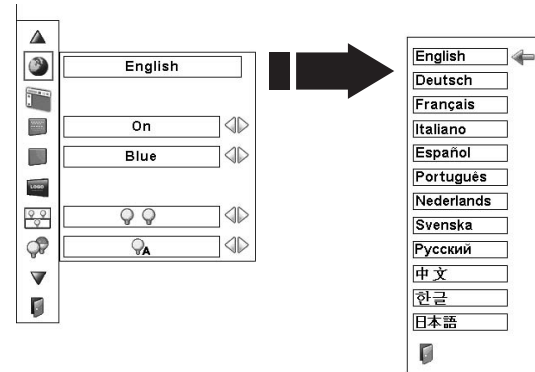 English
On
Blue
LOGO
A
English
Deutsch
Français
Italiano
Español
Português
Nederlands
Svenska
Русский
中文
한글
日本語